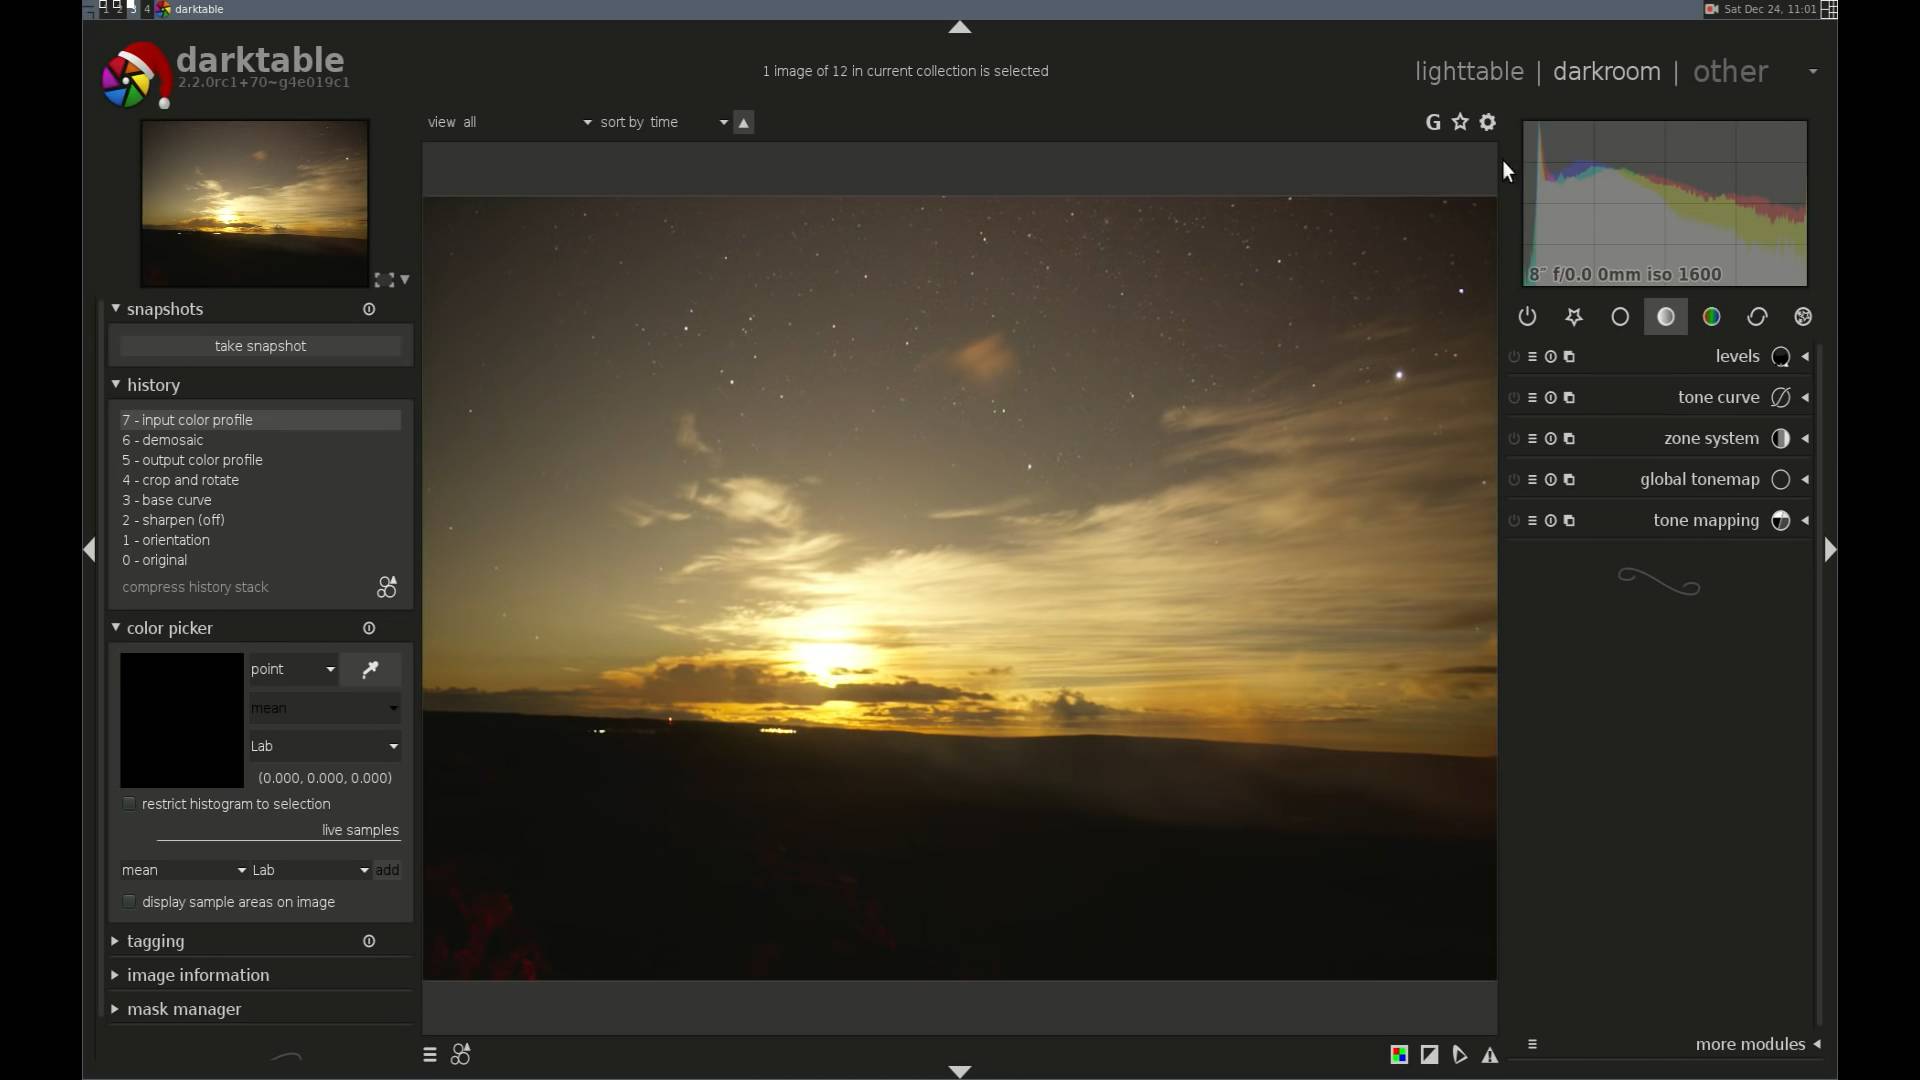 1 2 3 4 darktable
Sat Dec 24, 11:01
darktable
2.2.0rc1+70~g4e019c1
1 image of 12 in current collection is selected
lighttable | darkroom | other
view all
sort by time
G
8" f/0.0 0mm iso 1600
snapshots
take snapshot
history
7 - input color profile
6 - demosaic
5 - output color profile
4 - crop and rotate
3 - base curve
2 - sharpen (off)
1 - orientation
0 - original
compress history stack
color picker
point
mean
Lab
(0.000, 0.000, 0.000)
restrict histogram to selection
live samples
mean Lab add
display sample areas on image
tagging
image information
mask manager
levels
tone curve
zone system
global tonemap
tone mapping
more modules